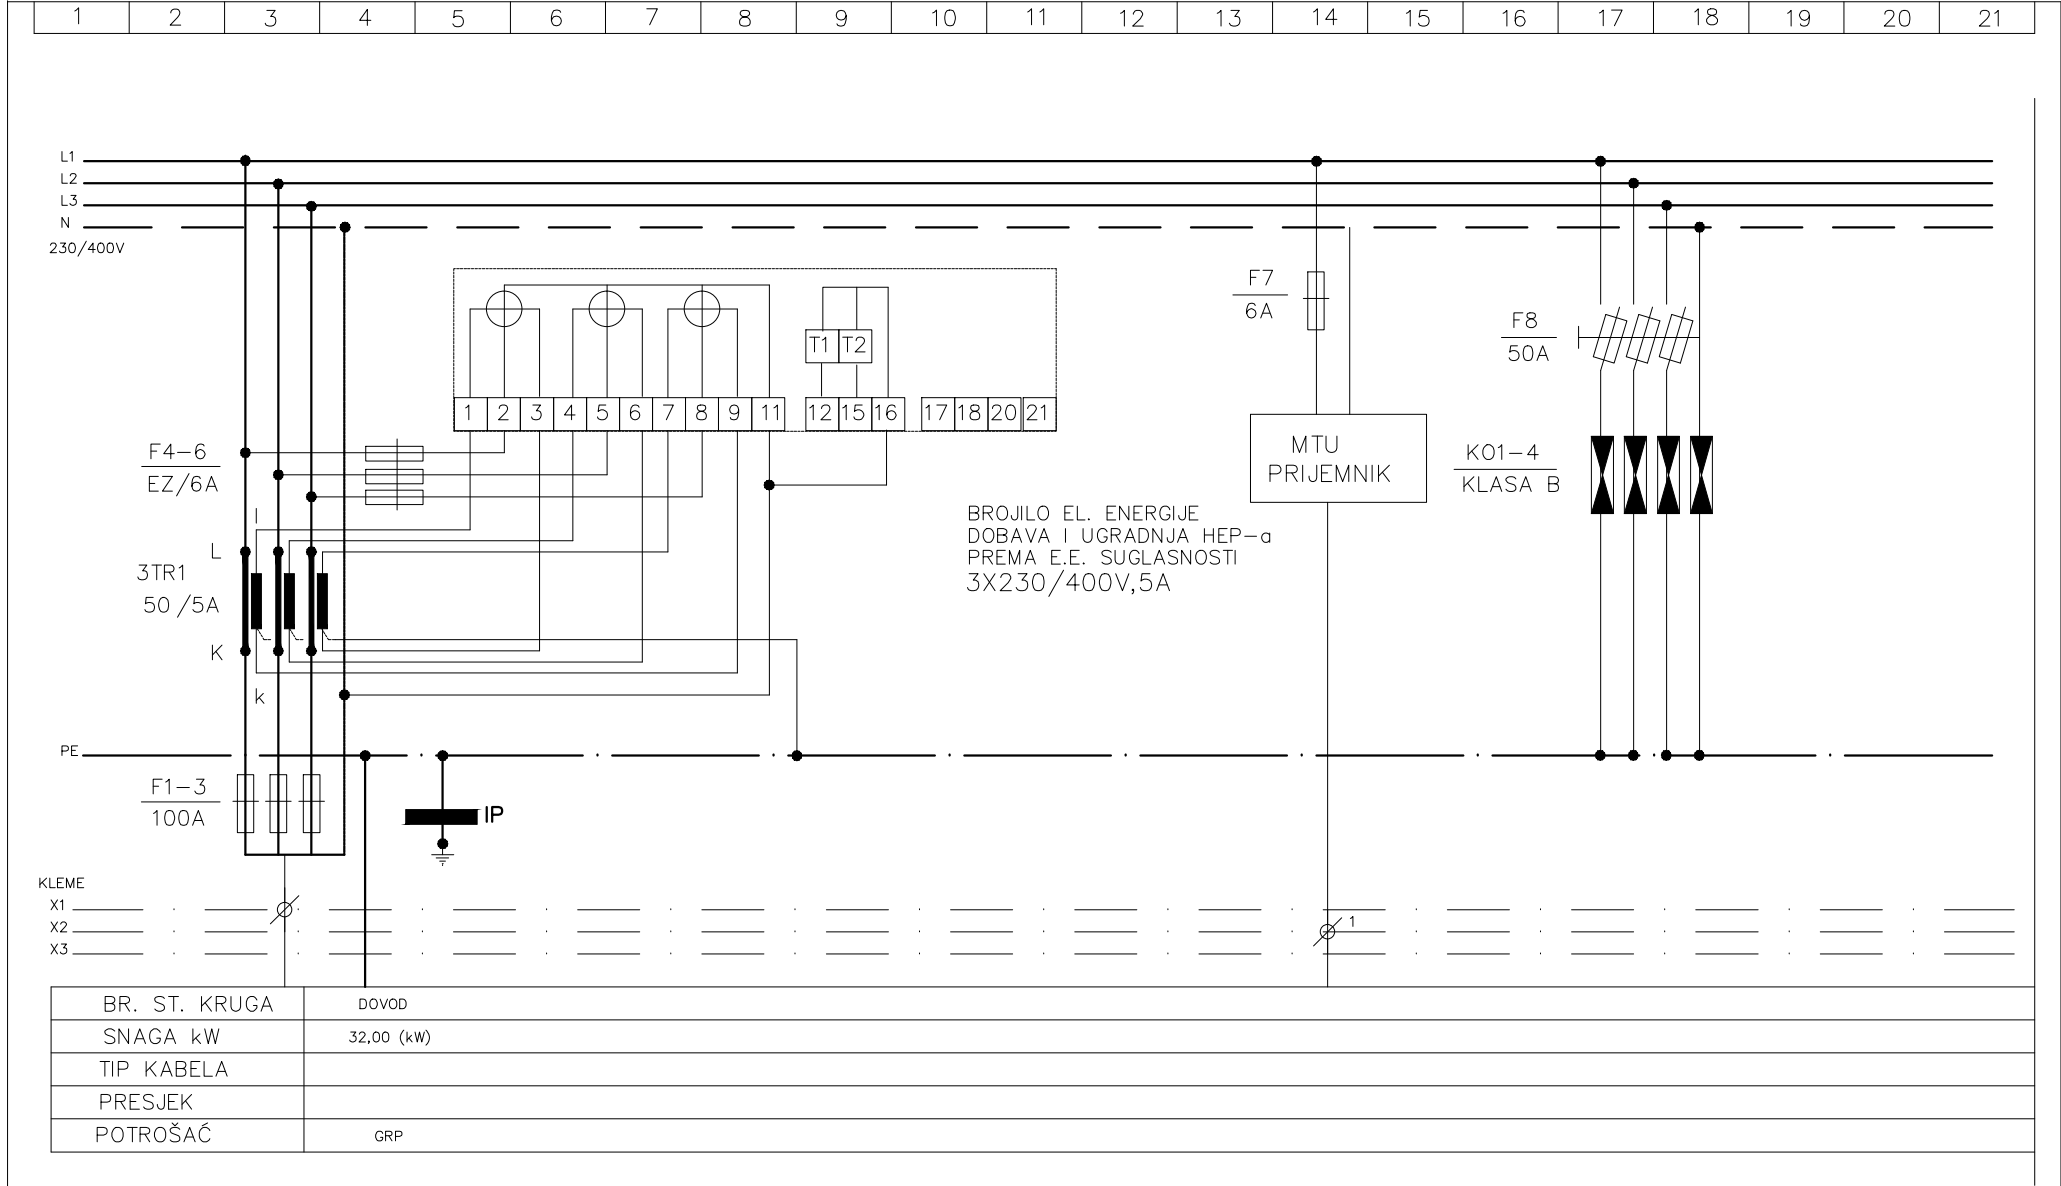 1 2 3 4 5 6 7 8 9 10 11 12 13 14 15 16 17 18 19 20 21
L1
L2
L3
N
230/400V
F7
6A
F8
50A
T1 T2
1 2 3 4 5 6 7 8 9 11 12 15 16 17 18 20 21
F4-6
EZ/6A
MTU
PRIJEMNIK
KO1-4
KLASA B
BROJILO EL. ENERGIJE
DOBAVA I UGRADNJA HEP-a
PREMA E.E. SUGLASNOSTI
3X230/400V,5A
l
L
3TR1
50 /5A
K
k
PE
F1-3
100A
IP
KLEME
X1
X2
X3
1
BR. ST. KRUGA DOVOD
SNAGA kW 32,00 (kW)
TIP KABELA
PRESJEK
POTROŠAĆ GRP